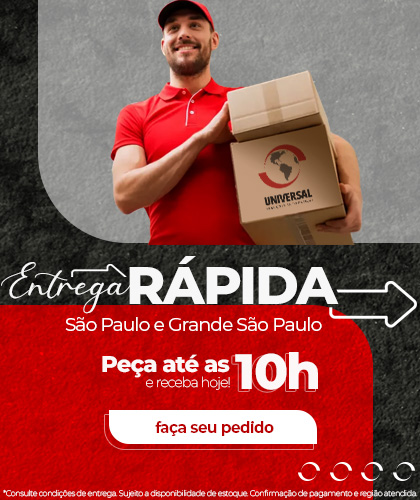 UNIVERSAL
Entrega RÁPIDA
São Paulo e Grande São Paulo
Peça até as 10h
e receba hoje!
faça seu pedido
*Consulte condições de entrega. Sujeito a disponibilidade de estoque. Confirmação de pagamento e região atendida.